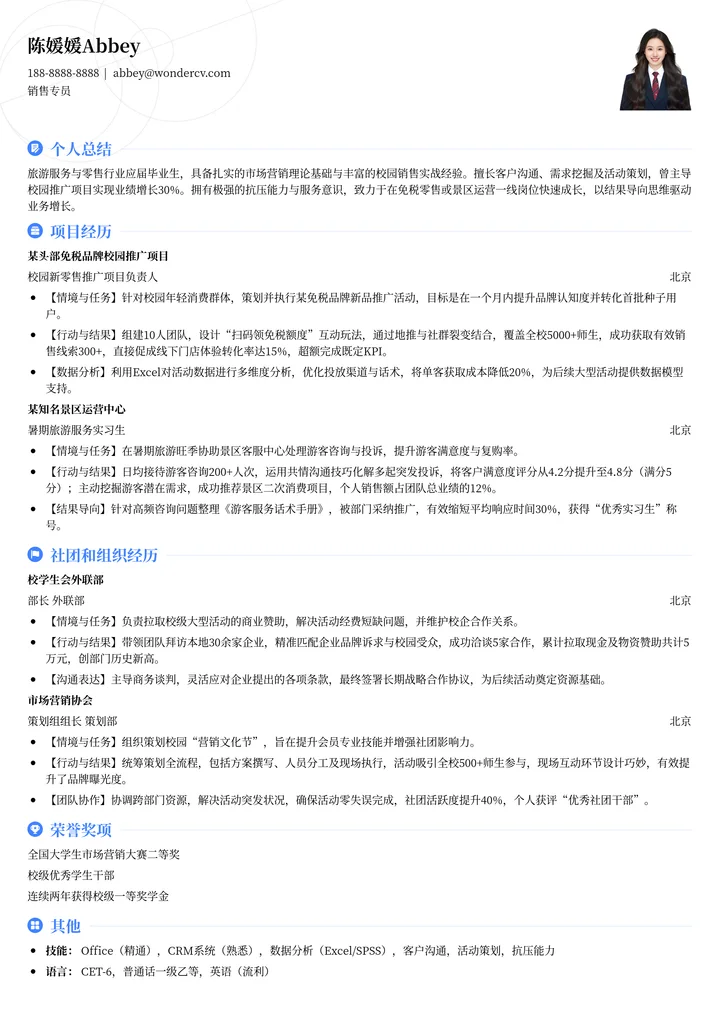 陈媛媛Abbey
188-8888-8888 | abbey@wondercv.com
销售专员
个人总结
旅游服务与零售行业应届毕业生，具备扎实的市场营销理论基础与丰富的校园销售实战经验。擅长客户沟通、需求挖掘及活动策划，曾主导
校园推广项目实现业绩增长30%。拥有极强的抗压能力与服务意识，致力于在免税零售或景区运营一线岗位快速成长，以结果导向思维驱动
业务增长。
项目经历
某头部免税品牌校园推广项目
校园新零售推广项目负责人 北京
• 【情境与任务】针对校园年轻消费群体，策划并执行某免税品牌新品推广活动，目标是在一个月内提升品牌认知度并转化首批种子用
户。
• 【行动与结果】组建10人团队，设计“扫码领免税额度”互动玩法，通过地推与社群裂变结合，覆盖全校5000+师生，成功获取有效销
售线索300+，直接促成线下门店体验转化率达15%，超额完成既定KPI。
• 【数据分析】利用Excel对活动数据进行多维度分析，优化投放渠道与话术，将单客获取成本降低20%，为后续大型活动提供数据模型
支持。
某知名景区运营中心
暑期旅游服务实习生 北京
• 【情境与任务】在暑期旅游旺季协助景区客服中心处理游客咨询与投诉，提升游客满意度与复购率。
• 【行动与结果】日均接待游客咨询200+人次，运用共情沟通技巧化解多起突发投诉，将客户满意度评分从4.2分提升至4.8分（满分5
分）；主动挖掘游客潜在需求，成功推荐景区二次消费项目，个人销售额占团队总业绩的12%。
• 【结果导向】针对高频咨询问题整理《游客服务话术手册》，被部门采纳推广，有效缩短平均响应时间30%，获得“优秀实习生”称
号。
社团和组织经历
校学生会外联部
部长 外联部 北京
• 【情境与任务】负责拉取校级大型活动的商业赞助，解决活动经费短缺问题，并维护校企合作关系。
• 【行动与结果】带领团队拜访本地30余家企业，精准匹配企业品牌诉求与校园受众，成功洽谈5家合作，累计拉取现金及物资赞助共计5
万元，创部门历史新高。
• 【沟通表达】主导商务谈判，灵活应对企业提出的各项条款，最终签署长期战略合作协议，为后续活动奠定资源基础。
市场营销协会
策划组组长 策划部 北京
• 【情境与任务】组织策划校园“营销文化节”，旨在提升会员专业技能并增强社团影响力。
• 【行动与结果】统筹策划全流程，包括方案撰写、人员分工及现场执行，活动吸引全校500+师生参与，现场互动环节设计巧妙，有效提
升了品牌曝光度。
• 【团队协作】协调跨部门资源，解决活动突发状况，确保活动零失误完成，社团活跃度提升40%，个人获评“优秀社团干部”。
荣誉奖项
全国大学生市场营销大赛二等奖
校级优秀学生干部
连续两年获得校级一等奖学金
其他
• 技能： Office（精通），CRM系统（熟悉），数据分析（Excel/SPSS），客户沟通，活动策划，抗压能力
• 语言： CET-6，普通话一级乙等，英语（流利）